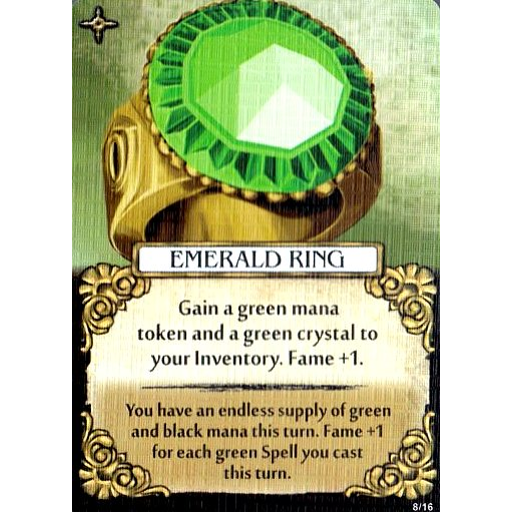 EMERALD RING
Gain a green mana
token and a green crystal to
your Inventory. Fame +1.
You have an endless supply of green
and black mana this turn. Fame +1
for each green Spell you cast
this turn.
8/16